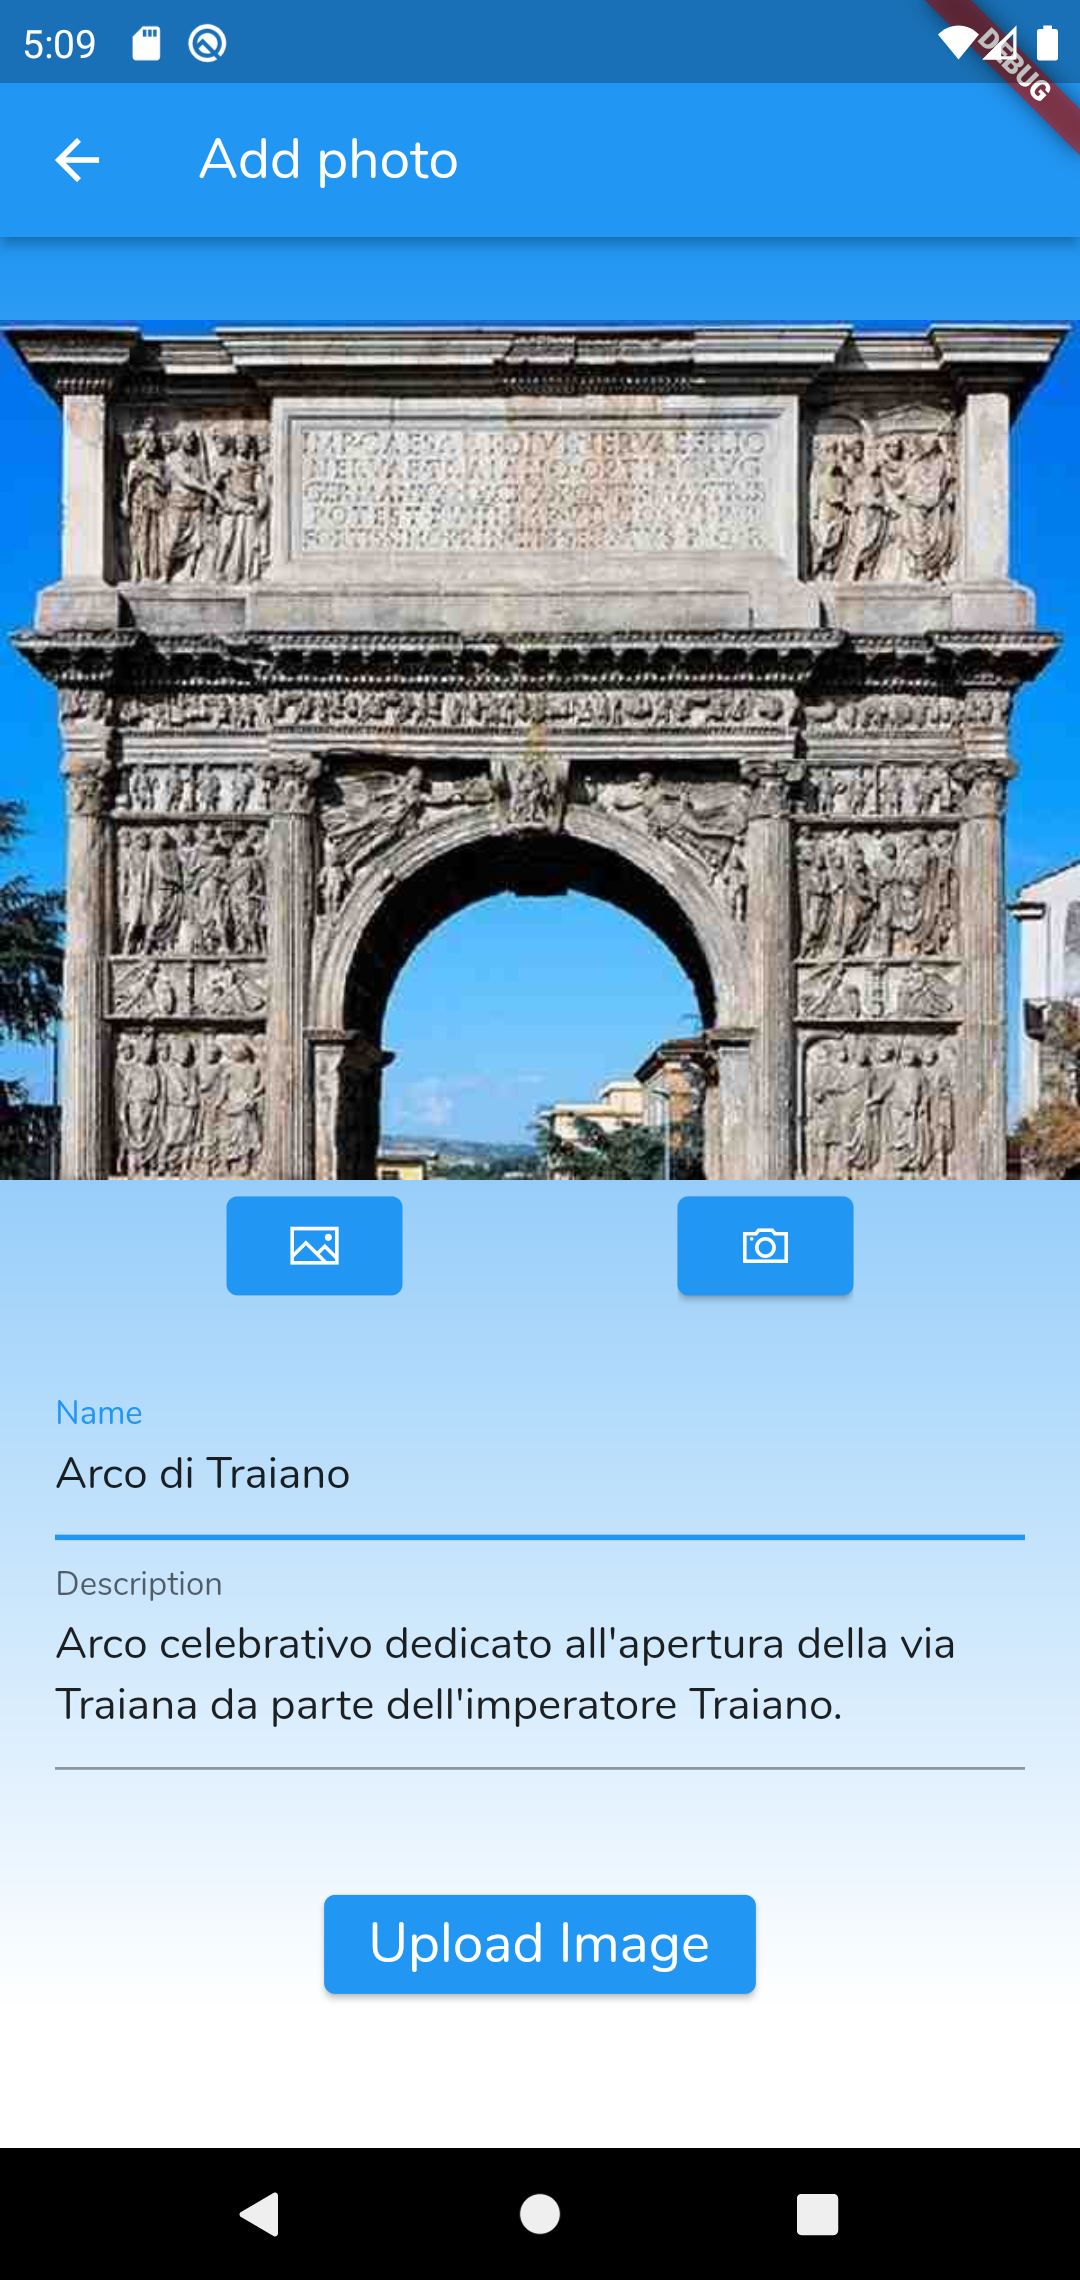 5:09
DEBUG
Add photo
Name
Arco di Traiano
Description
Arco celebrativo dedicato all'apertura della via
Traiana da parte dell'imperatore Traiano.
Upload Image